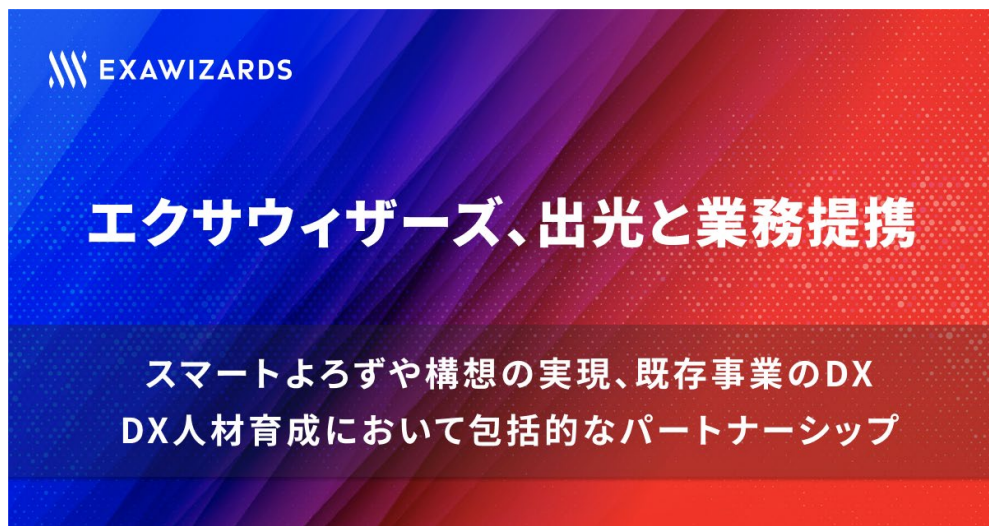 EXAWIZARDS
エクサウィザーズ、出光と業務提携
スマートよろずや構想の実現、既存事業のDX
DX人材育成において包括的なパートナーシップ